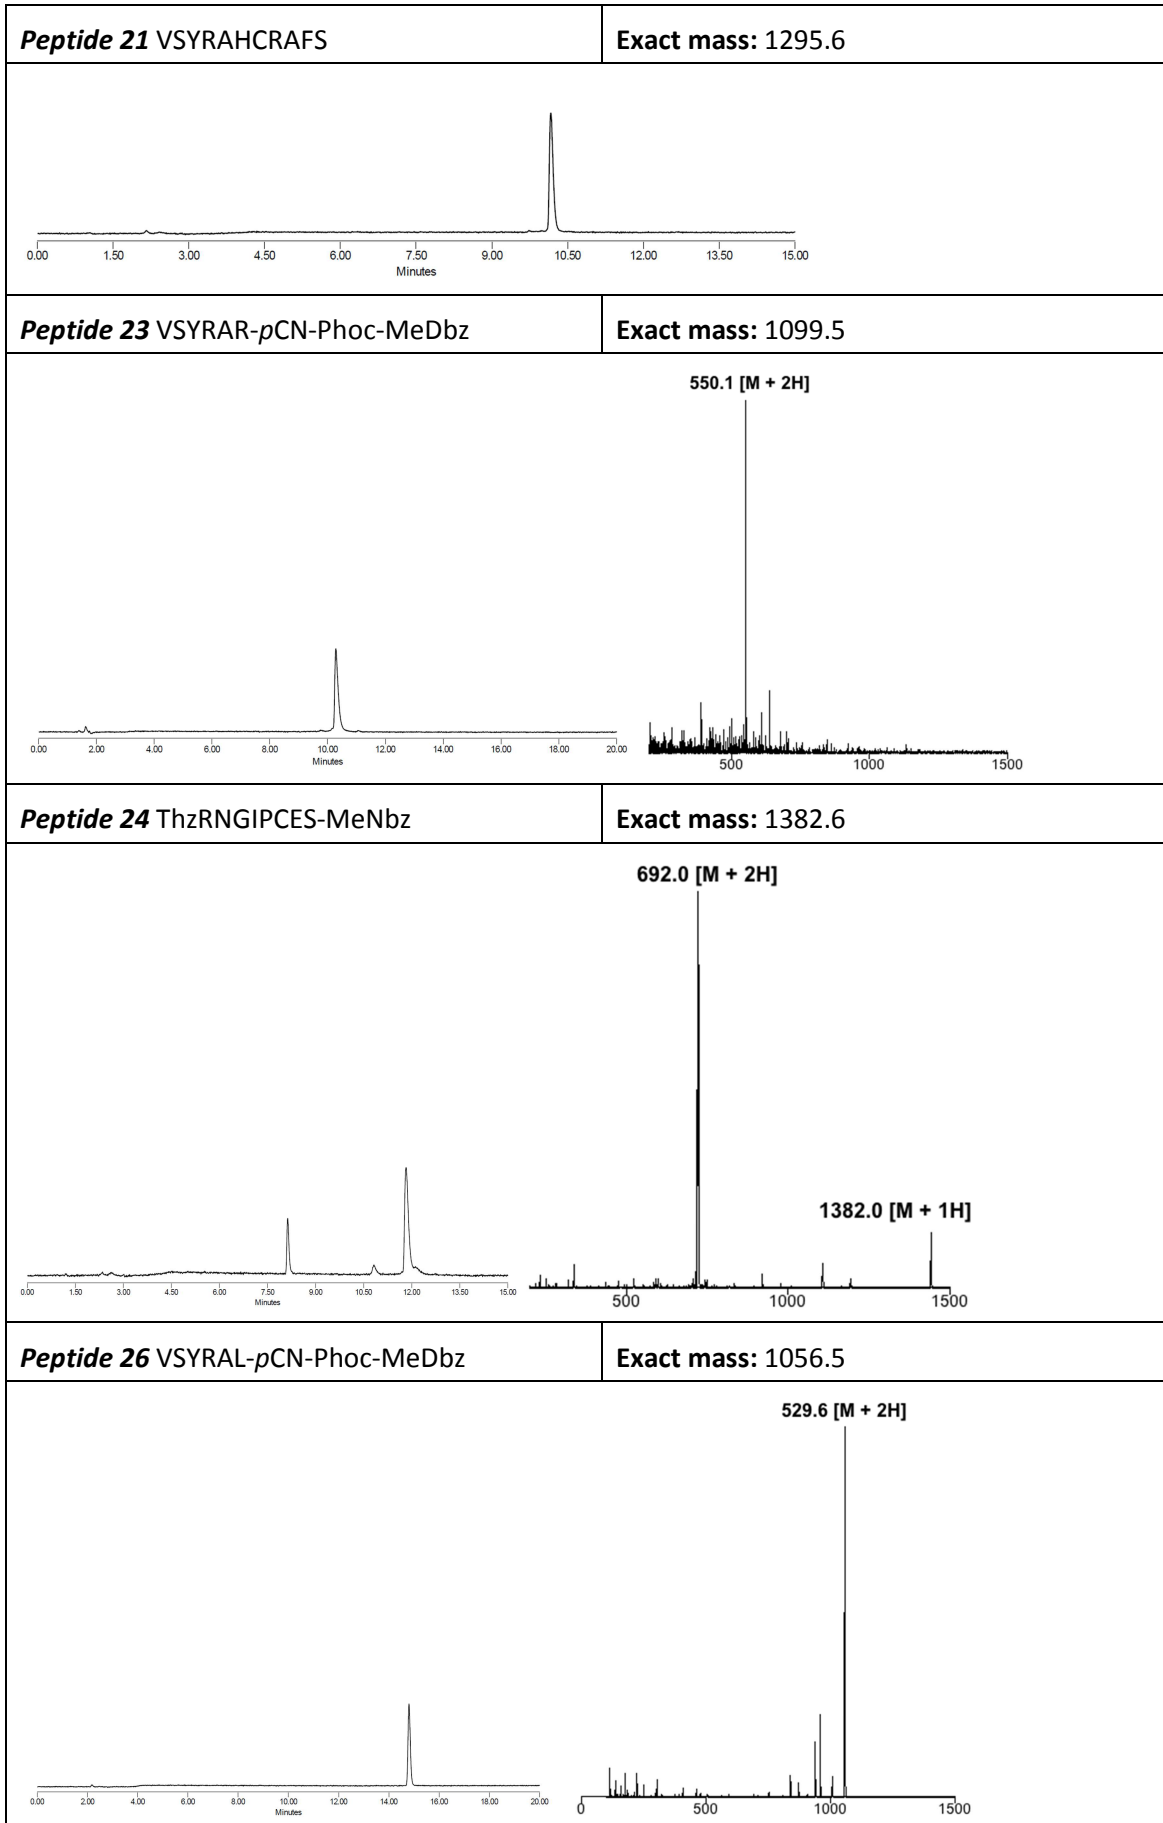 Peptide 21 VSYRAHCRAFS Exact mass: 1295.6
0.00 1.50 3.00 4.50 6.00 7.50 9.00 10.50 12.00 13.50 15.00
Minutes
Peptide 23 VSYRAR-pCN-Phoc-MeDbz Exact mass: 1099.5
550.1 [M + 2H]
0.00 2.00 4.00 6.00 8.00 10.00 12.00 14.00 16.00 18.00 20.00
Minutes
500 1000 1500
Peptide 24 ThzRNGIPCES-MeNbz Exact mass: 1382.6
692.0 [M + 2H]
1382.0 [M + 1H]
0.00 1.50 3.00 4.50 6.00 7.50 9.00 10.50 12.00 13.50 15.00
Minutes
500 1000 1500
Peptide 26 VSYRAL-pCN-Phoc-MeDbz Exact mass: 1056.5
529.6 [M + 2H]
0.00 2.00 4.00 6.00 8.00 10.00 12.00 14.00 16.00 18.00 20.00
Minutes
0 500 1000 1500